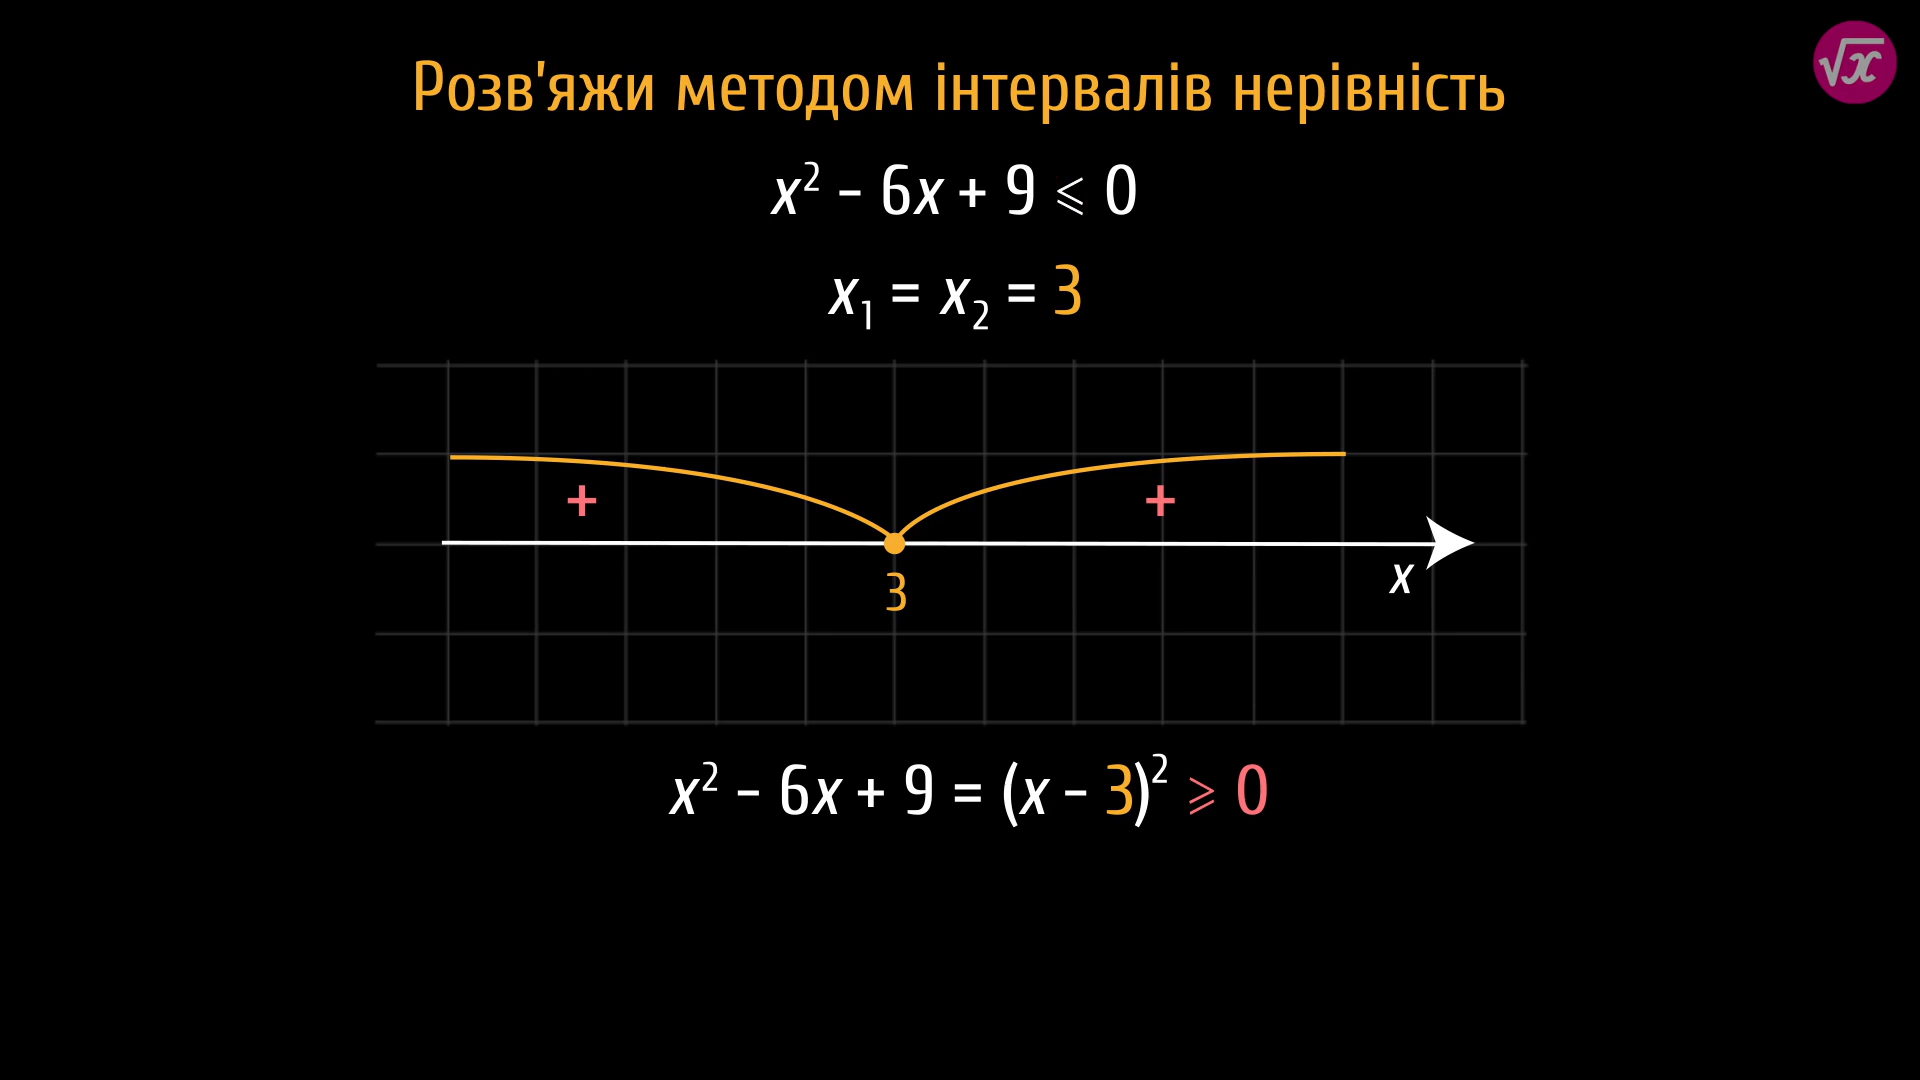 √x
Розв'яжи методом інтервалів нерівність
x² - 6x + 9 ⩽ 0
x₁ = x₂ = 3
+ +
x
3
x² - 6x + 9 = (x - 3)² ⩾ 0